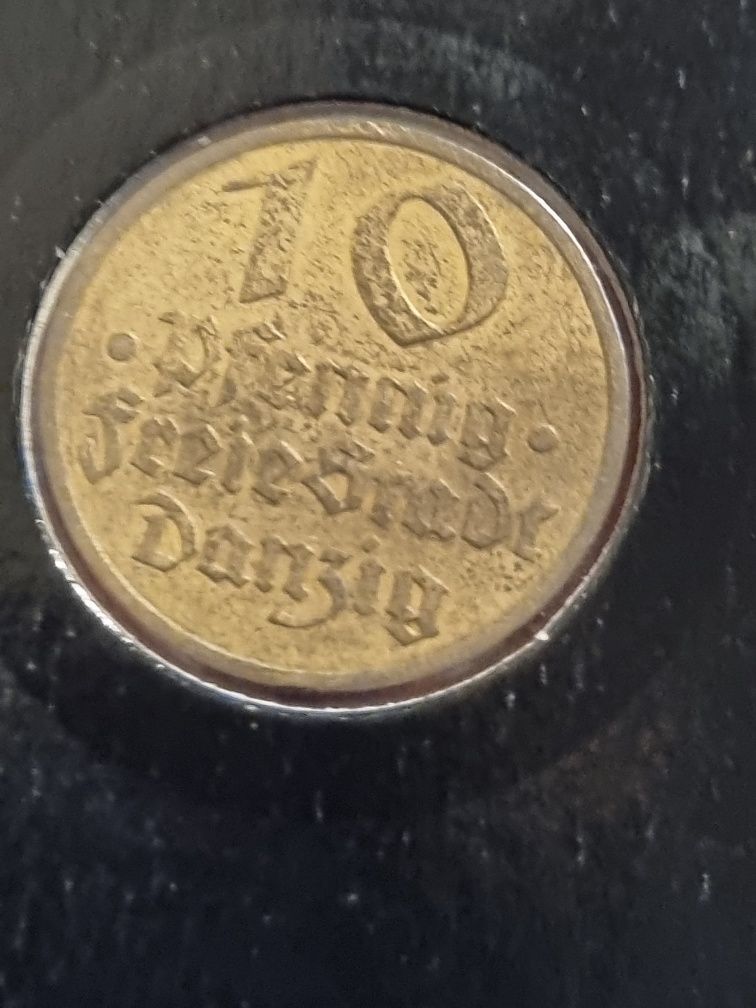 10
· Pfennig ·
Freie Stadt
Danzig